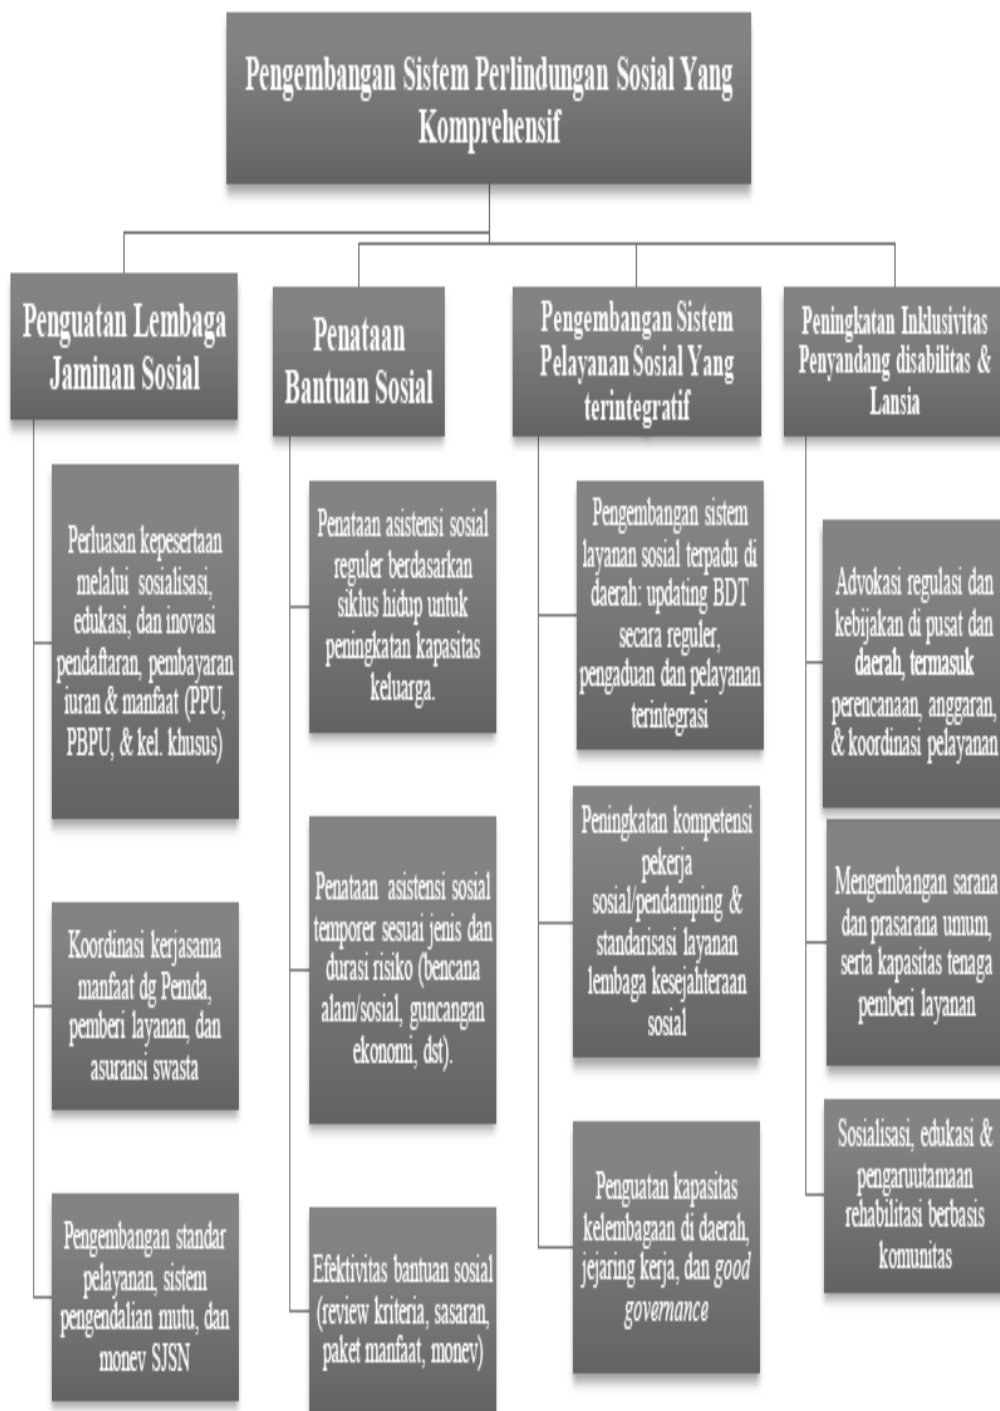 Pengembangan Sistem Perlindungan Sosial Yang
Komprehensif
Penguatan Lembaga
Jaminan Sosial
Perluasan kepesertaan
melalui sosialisasi,
edukasi, dan inovasi
pendaftaran, pembayaran
iuran & manfaat (PPU,
PBPU, & kel. khusus)
Koordinasi kerjasama
manfaat dg Pemda,
pemberi layanan, dan
asuransi swasta
Pengembangan standar
pelayanan, sistem
pengendalian mutu, dan
monev SJSN
Penataan
Bantuan Sosial
Penataan asistensi sosial
reguler berdasarkan
siklus hidup untuk
peningkatan kapasitas
keluarga.
Penataan asistensi sosial
temporer sesuai jenis dan
durasi risiko (bencana
alam/sosial, guncangan
ekonomi, dst).
Efektivitas bantuan sosial
(review kriteria, sasaran,
paket manfaat, monev)
Pengembangan Sistem
Pelayanan Sosial Yang
terintegratif
Pengembangan sistem
layanan sosial terpadu di
daerah: updating BDT
secara reguler,
pengaduan dan pelayanan
terintegrasi
Peningkatan kompetensi
pekerja
sosial/pendamping &
standarisasi layanan
lembaga kesejahteraan
sosial
Penguatan kapasitas
kelembagaan di daerah,
jejaring kerja, dan good
governance
Peningkatan Inklusivitas
Penyandang disabilitas &
Lansia
Advokasi regulasi dan
kebijakan di pusat dan
daerah, termasuk
perencanaan, anggaran,
& koordinasi pelayanan
Mengembangan sarana
dan prasarana umum,
serta kapasitas tenaga
pemberi layanan
Sosialisasi, edukasi &
pengaruutamaan
rehabilitasi berbasis
komunitas